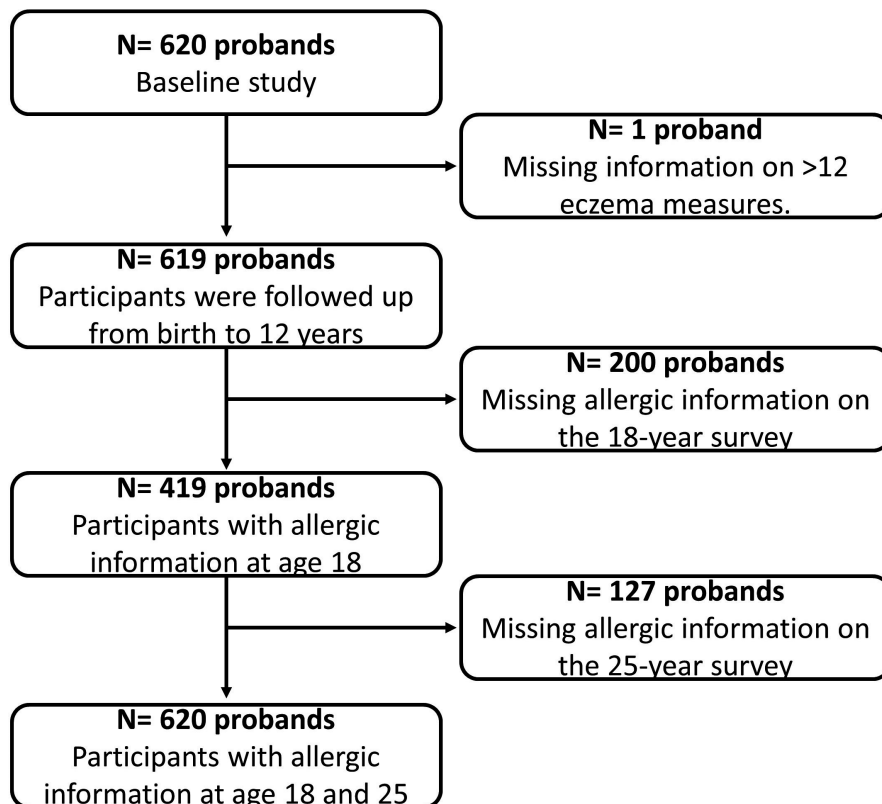 N= 620 probands
Baseline study
N= 1 proband
Missing information on >12
eczema measures.
N= 619 probands
Participants were followed up
from birth to 12 years
N= 200 probands
Missing allergic information on
the 18-year survey
N= 419 probands
Participants with allergic
information at age 18
N= 127 probands
Missing allergic information on
the 25-year survey
N= 620 probands
Participants with allergic
information at age 18 and 25